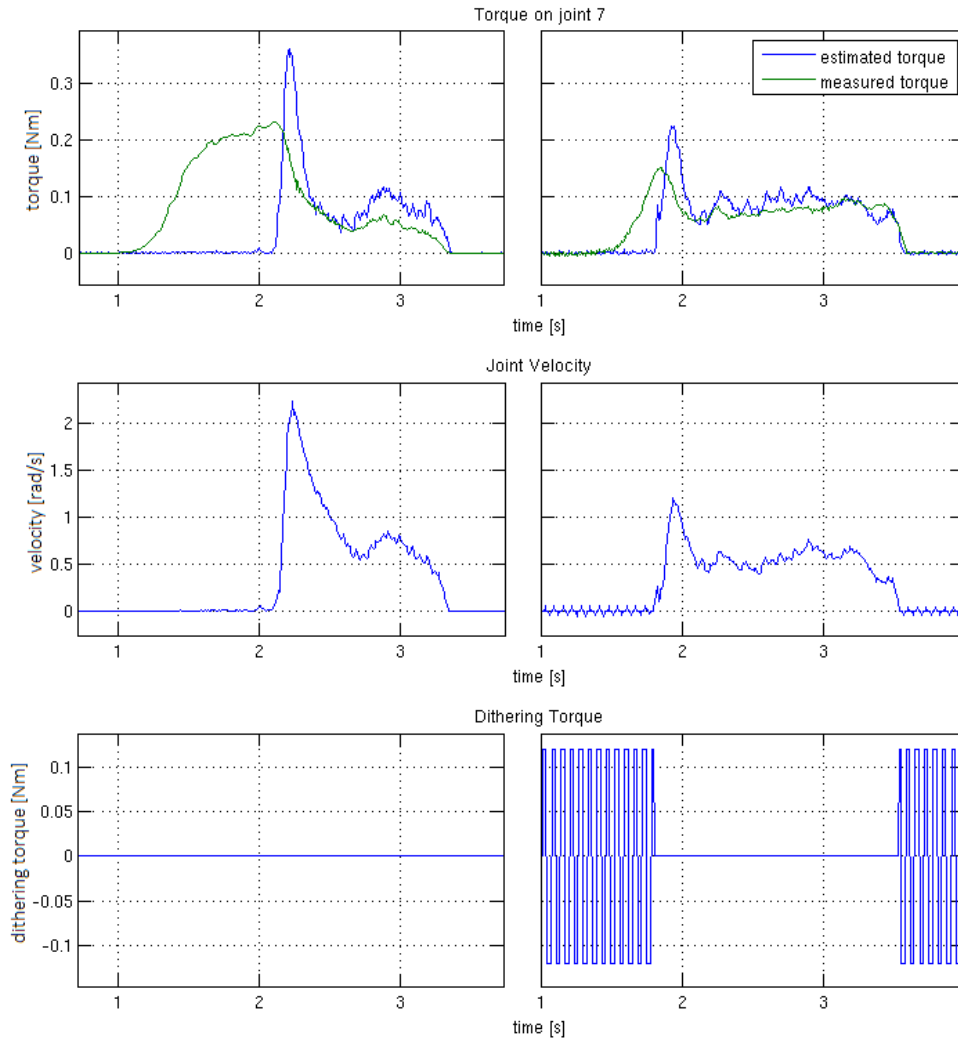 Torque on joint 7
estimated torque
measured torque
torque [Nm]
0.3
0.2
0.1
0
1 2 3
1 2 3
time [s]
time [s]
Joint Velocity
velocity [rad/s]
2
1.5
1
0.5
0
1 2 3
1 2 3
time [s]
time [s]
Dithering Torque
dithering torque [Nm]
0.1
0.05
0
-0.05
-0.1
1 2 3
1 2 3
time [s]
time [s]